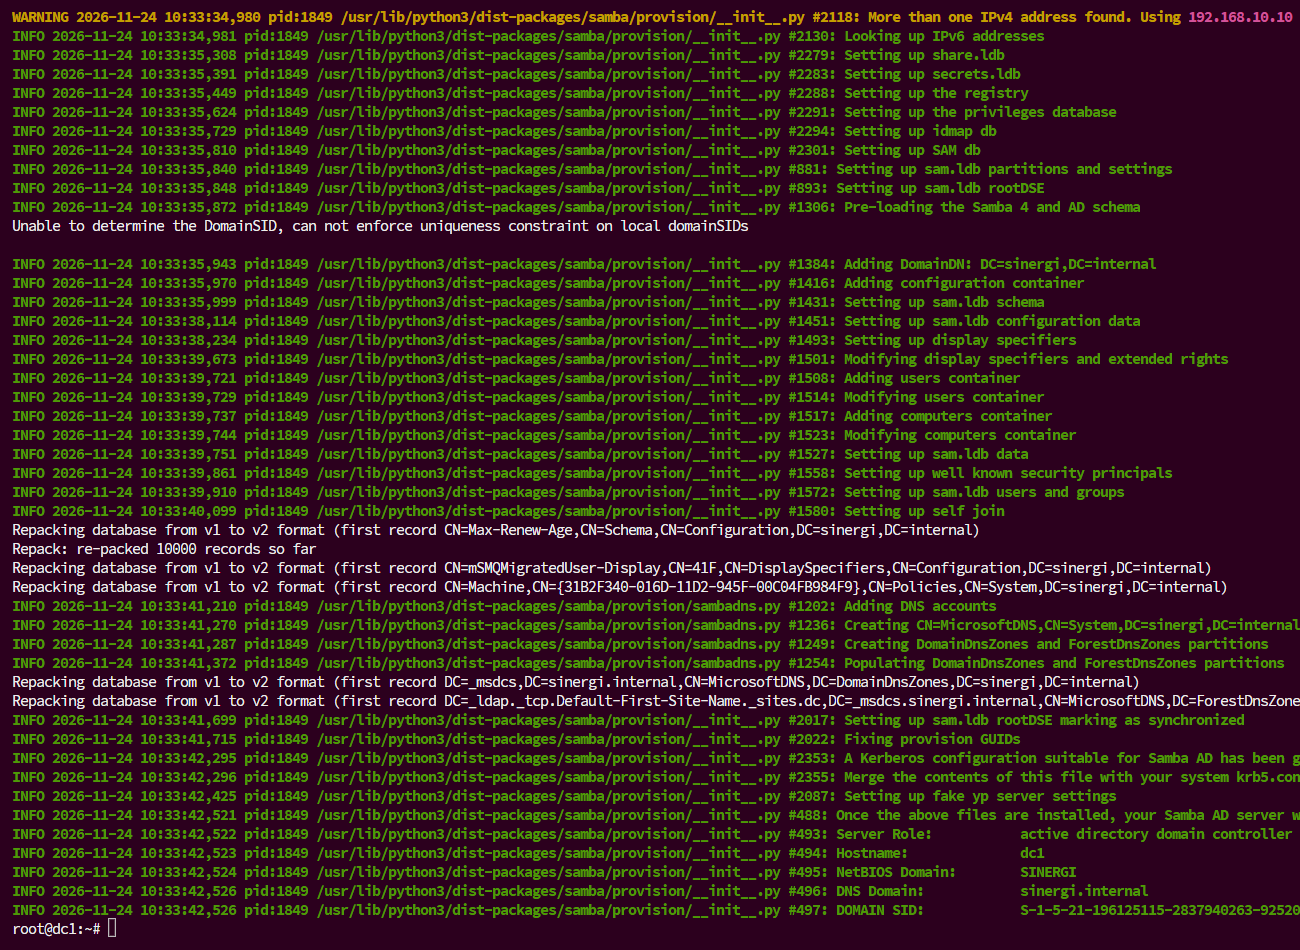 WARNING 2026-11-24 10:33:34,980 pid:1849 /usr/lib/python3/dist-packages/samba/provision/__init__.py #2118: More than one IPv4 address found. Using 192.168.10.10
INFO 2026-11-24 10:33:34,981 pid:1849 /usr/lib/python3/dist-packages/samba/provision/__init__.py #2130: Looking up IPv6 addresses
INFO 2026-11-24 10:33:35,308 pid:1849 /usr/lib/python3/dist-packages/samba/provision/__init__.py #2279: Setting up share.ldb
INFO 2026-11-24 10:33:35,391 pid:1849 /usr/lib/python3/dist-packages/samba/provision/__init__.py #2283: Setting up secrets.ldb
INFO 2026-11-24 10:33:35,449 pid:1849 /usr/lib/python3/dist-packages/samba/provision/__init__.py #2288: Setting up the registry
INFO 2026-11-24 10:33:35,624 pid:1849 /usr/lib/python3/dist-packages/samba/provision/__init__.py #2291: Setting up the privileges database
INFO 2026-11-24 10:33:35,729 pid:1849 /usr/lib/python3/dist-packages/samba/provision/__init__.py #2294: Setting up idmap db
INFO 2026-11-24 10:33:35,810 pid:1849 /usr/lib/python3/dist-packages/samba/provision/__init__.py #2301: Setting up SAM db
INFO 2026-11-24 10:33:35,840 pid:1849 /usr/lib/python3/dist-packages/samba/provision/__init__.py #881: Setting up sam.ldb partitions and settings
INFO 2026-11-24 10:33:35,848 pid:1849 /usr/lib/python3/dist-packages/samba/provision/__init__.py #893: Setting up sam.ldb rootDSE
INFO 2026-11-24 10:33:35,872 pid:1849 /usr/lib/python3/dist-packages/samba/provision/__init__.py #1306: Pre-loading the Samba 4 and AD schema
Unable to determine the DomainSID, can not enforce uniqueness constraint on local domainSIDs
INFO 2026-11-24 10:33:35,943 pid:1849 /usr/lib/python3/dist-packages/samba/provision/__init__.py #1384: Adding DomainDN: DC=sinergi,DC=internal
INFO 2026-11-24 10:33:35,970 pid:1849 /usr/lib/python3/dist-packages/samba/provision/__init__.py #1416: Adding configuration container
INFO 2026-11-24 10:33:35,999 pid:1849 /usr/lib/python3/dist-packages/samba/provision/__init__.py #1431: Setting up sam.ldb schema
INFO 2026-11-24 10:33:38,114 pid:1849 /usr/lib/python3/dist-packages/samba/provision/__init__.py #1451: Setting up sam.ldb configuration data
INFO 2026-11-24 10:33:38,234 pid:1849 /usr/lib/python3/dist-packages/samba/provision/__init__.py #1493: Setting up display specifiers
INFO 2026-11-24 10:33:39,673 pid:1849 /usr/lib/python3/dist-packages/samba/provision/__init__.py #1501: Modifying display specifiers and extended rights
INFO 2026-11-24 10:33:39,721 pid:1849 /usr/lib/python3/dist-packages/samba/provision/__init__.py #1508: Adding users container
INFO 2026-11-24 10:33:39,729 pid:1849 /usr/lib/python3/dist-packages/samba/provision/__init__.py #1514: Modifying users container
INFO 2026-11-24 10:33:39,737 pid:1849 /usr/lib/python3/dist-packages/samba/provision/__init__.py #1517: Adding computers container
INFO 2026-11-24 10:33:39,744 pid:1849 /usr/lib/python3/dist-packages/samba/provision/__init__.py #1523: Modifying computers container
INFO 2026-11-24 10:33:39,751 pid:1849 /usr/lib/python3/dist-packages/samba/provision/__init__.py #1527: Setting up sam.ldb data
INFO 2026-11-24 10:33:39,861 pid:1849 /usr/lib/python3/dist-packages/samba/provision/__init__.py #1558: Setting up well known security principals
INFO 2026-11-24 10:33:39,910 pid:1849 /usr/lib/python3/dist-packages/samba/provision/__init__.py #1572: Setting up sam.ldb users and groups
INFO 2026-11-24 10:33:40,099 pid:1849 /usr/lib/python3/dist-packages/samba/provision/__init__.py #1580: Setting up self join
Repacking database from v1 to v2 format (first record CN=Max-Renew-Age,CN=Schema,CN=Configuration,DC=sinergi,DC=internal)
Repack: re-packed 10000 records so far
Repacking database from v1 to v2 format (first record CN=mSMQMigratedUser-Display,CN=41F,CN=DisplaySpecifiers,CN=Configuration,DC=sinergi,DC=internal)
Repacking database from v1 to v2 format (first record CN=Machine,CN={31B2F340-016D-11D2-945F-00C04FB984F9},CN=Policies,CN=System,DC=sinergi,DC=internal)
INFO 2026-11-24 10:33:41,210 pid:1849 /usr/lib/python3/dist-packages/samba/provision/sambadns.py #1202: Adding DNS accounts
INFO 2026-11-24 10:33:41,270 pid:1849 /usr/lib/python3/dist-packages/samba/provision/sambadns.py #1236: Creating CN=MicrosoftDNS,CN=System,DC=sinergi,DC=internal
INFO 2026-11-24 10:33:41,287 pid:1849 /usr/lib/python3/dist-packages/samba/provision/sambadns.py #1249: Creating DomainDnsZones and ForestDnsZones partitions
INFO 2026-11-24 10:33:41,372 pid:1849 /usr/lib/python3/dist-packages/samba/provision/sambadns.py #1254: Populating DomainDnsZones and ForestDnsZones partitions
Repacking database from v1 to v2 format (first record DC=_msdcs,DC=sinergi.internal,CN=MicrosoftDNS,DC=DomainDnsZones,DC=sinergi,DC=internal)
Repacking database from v1 to v2 format (first record DC=_ldap._tcp.Default-First-Site-Name._sites.dc,DC=_msdcs.sinergi.internal,CN=MicrosoftDNS,DC=ForestDnsZone
INFO 2026-11-24 10:33:41,699 pid:1849 /usr/lib/python3/dist-packages/samba/provision/__init__.py #2017: Setting up sam.ldb rootDSE marking as synchronized
INFO 2026-11-24 10:33:41,715 pid:1849 /usr/lib/python3/dist-packages/samba/provision/__init__.py #2022: Fixing provision GUIDs
INFO 2026-11-24 10:33:42,295 pid:1849 /usr/lib/python3/dist-packages/samba/provision/__init__.py #2353: A Kerberos configuration suitable for Samba AD has been g
INFO 2026-11-24 10:33:42,296 pid:1849 /usr/lib/python3/dist-packages/samba/provision/__init__.py #2355: Merge the contents of this file with your system krb5.con
INFO 2026-11-24 10:33:42,425 pid:1849 /usr/lib/python3/dist-packages/samba/provision/__init__.py #2087: Setting up fake yp server settings
INFO 2026-11-24 10:33:42,521 pid:1849 /usr/lib/python3/dist-packages/samba/provision/__init__.py #488: Once the above files are installed, your Samba AD server w
INFO 2026-11-24 10:33:42,522 pid:1849 /usr/lib/python3/dist-packages/samba/provision/__init__.py #493: Server Role:           active directory domain controller
INFO 2026-11-24 10:33:42,523 pid:1849 /usr/lib/python3/dist-packages/samba/provision/__init__.py #494: Hostname:              dc1
INFO 2026-11-24 10:33:42,524 pid:1849 /usr/lib/python3/dist-packages/samba/provision/__init__.py #495: NetBIOS Domain:        SINERGI
INFO 2026-11-24 10:33:42,526 pid:1849 /usr/lib/python3/dist-packages/samba/provision/__init__.py #496: DNS Domain:            sinergi.internal
INFO 2026-11-24 10:33:42,526 pid:1849 /usr/lib/python3/dist-packages/samba/provision/__init__.py #497: DOMAIN SID:            S-1-5-21-196125115-2837940263-92520
root@dc1:~#